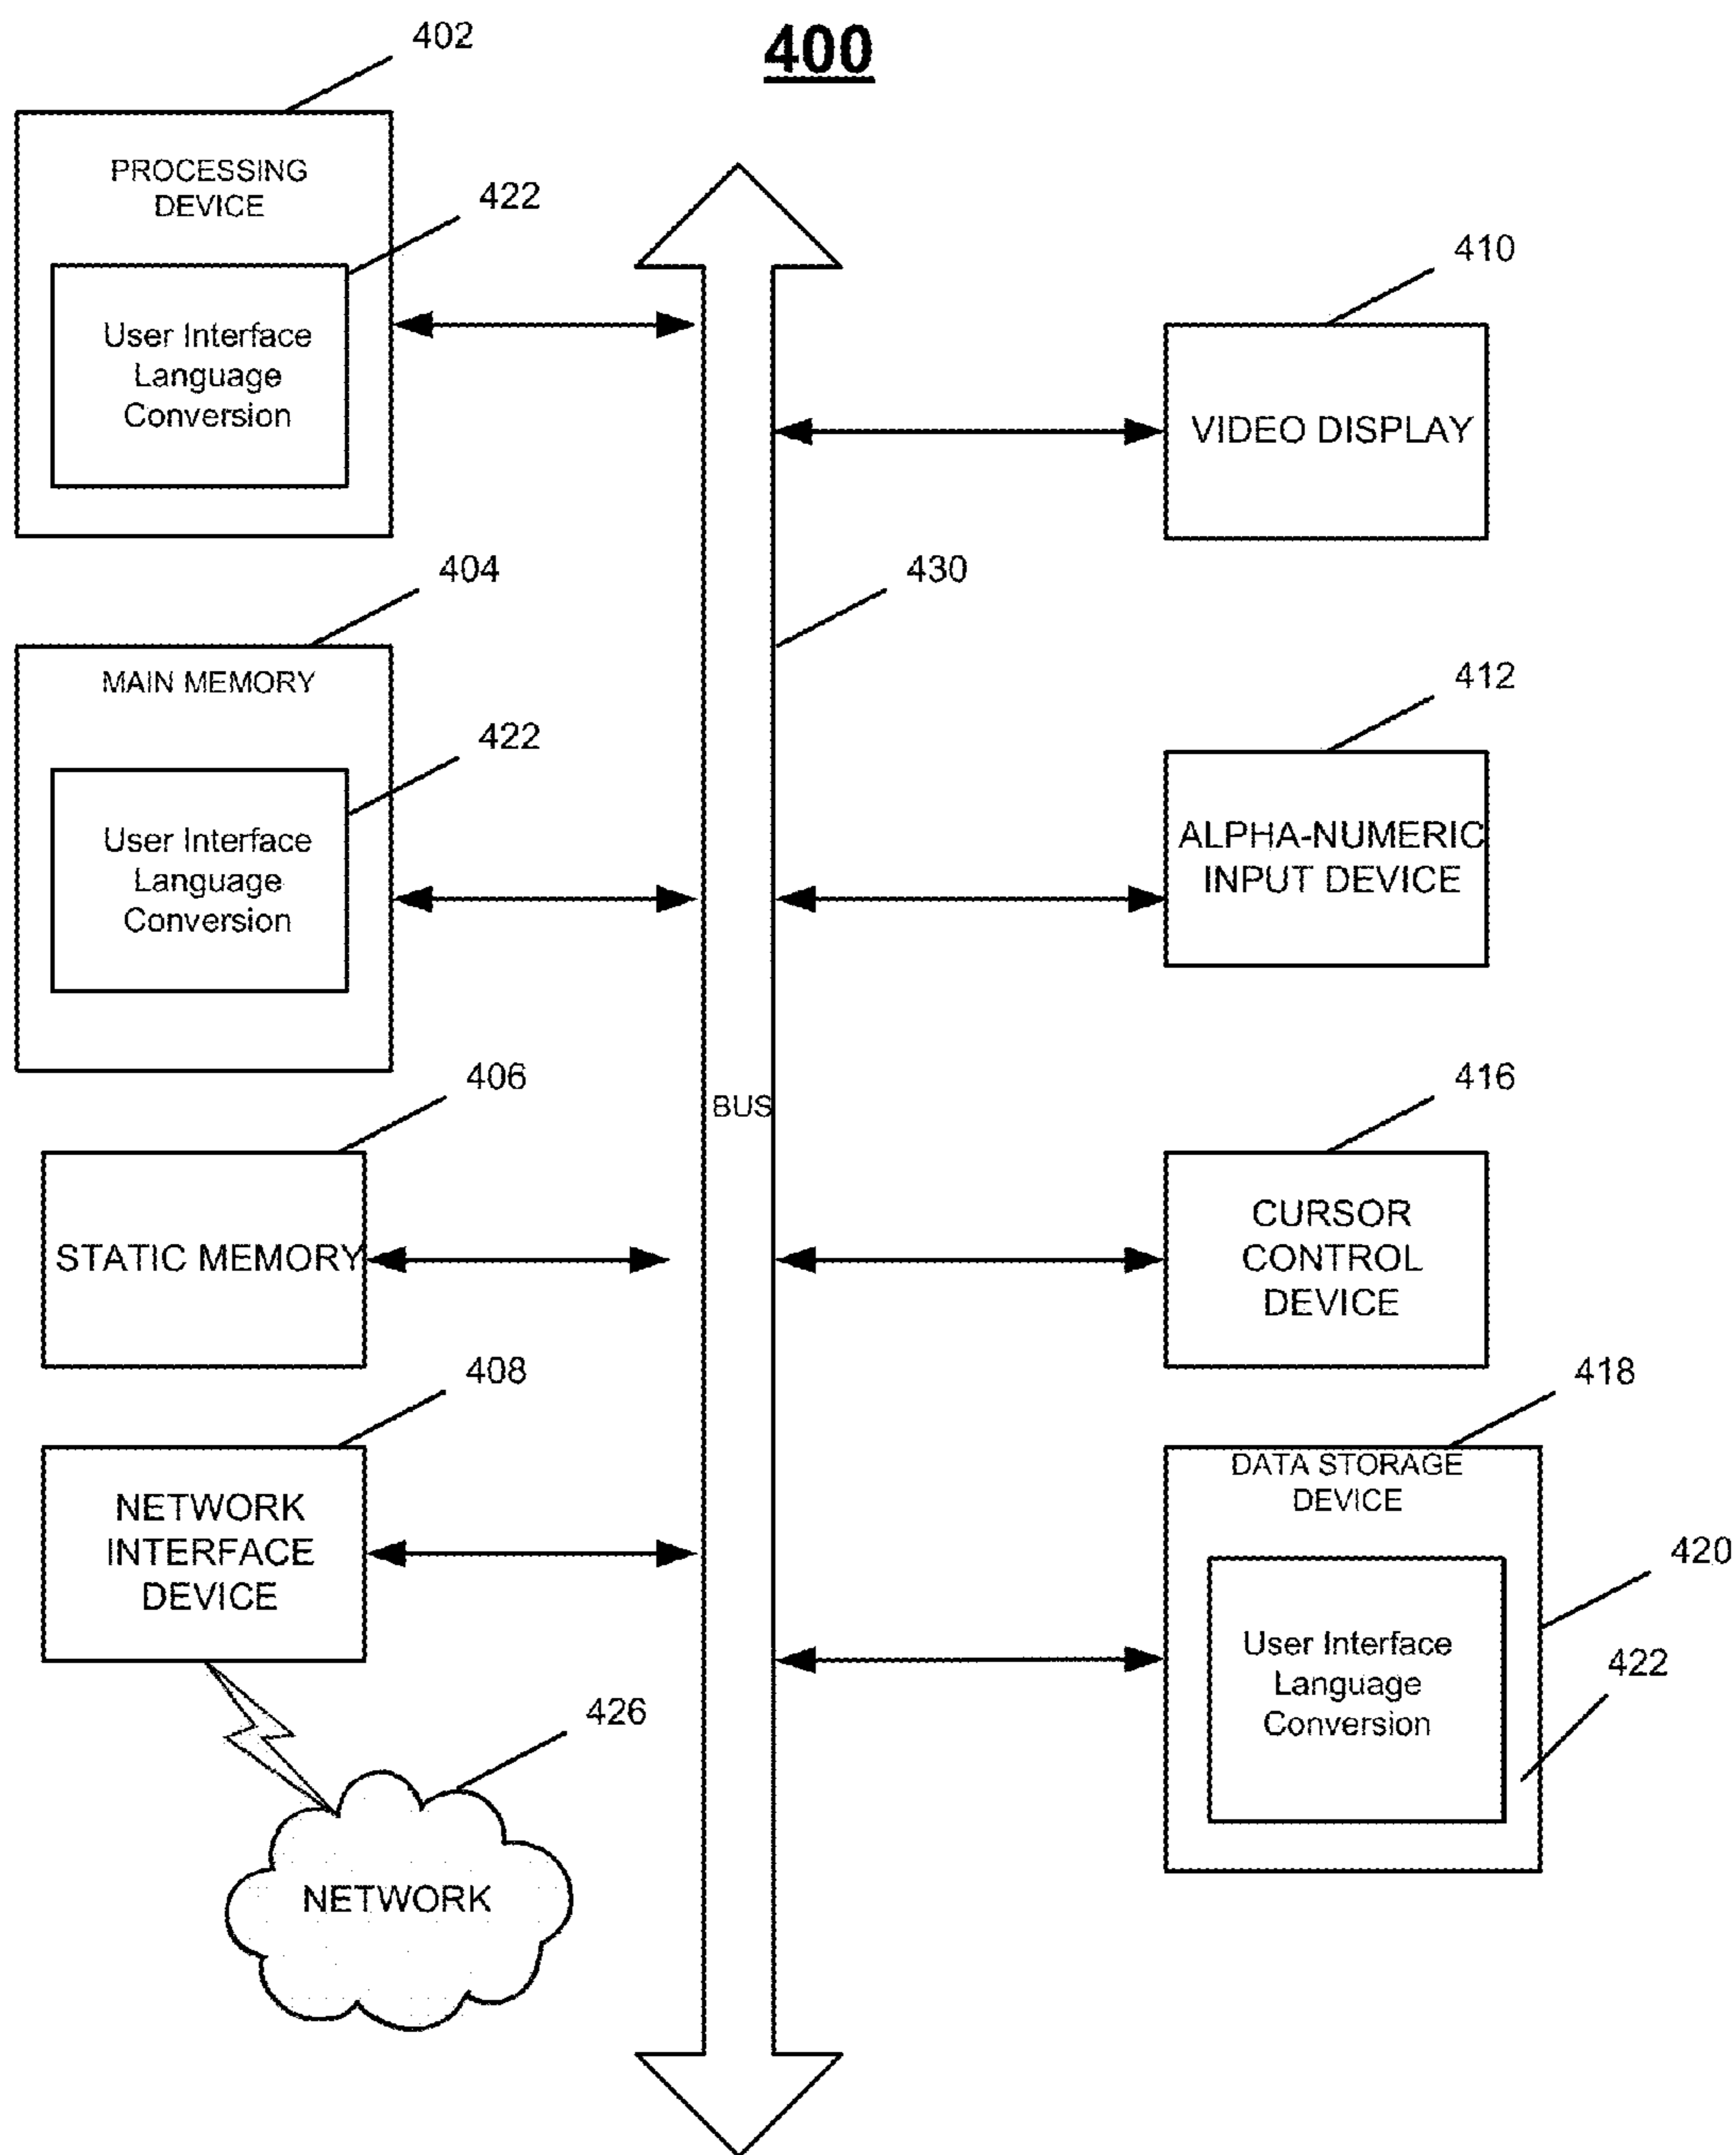 400
402
PROCESSING
DEVICE
422
User Interface
Language
Conversion
404
MAIN MEMORY
422
User Interface
Language
Conversion
406
STATIC MEMORY
408
NETWORK
INTERFACE
DEVICE
426
NETWORK
BUS
430
410
VIDEO DISPLAY
412
ALPHA-NUMERIC
INPUT DEVICE
416
CURSOR
CONTROL
DEVICE
418
DATA STORAGE
DEVICE
420
User Interface
Language
Conversion
422